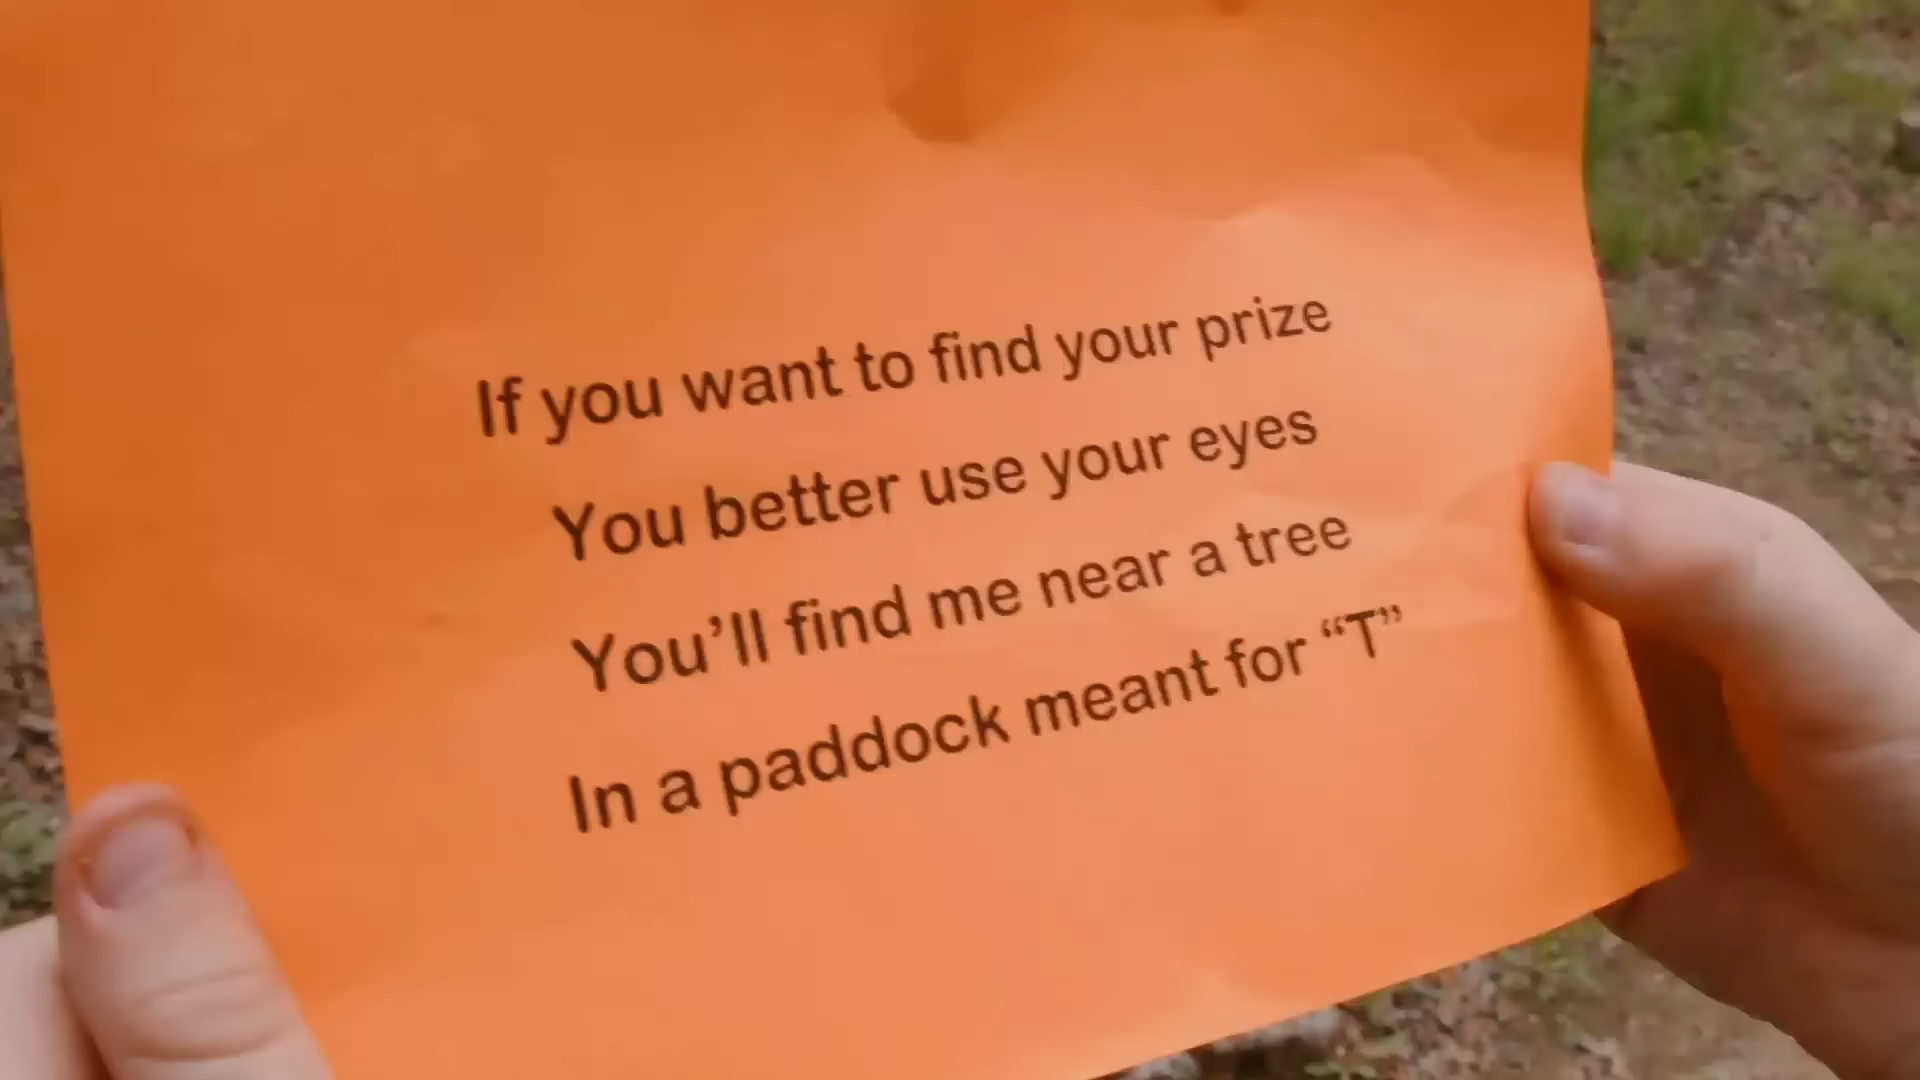 If you want to find your prize
You better use your eyes
You’ll find me near a tree
In a paddock meant for “T”